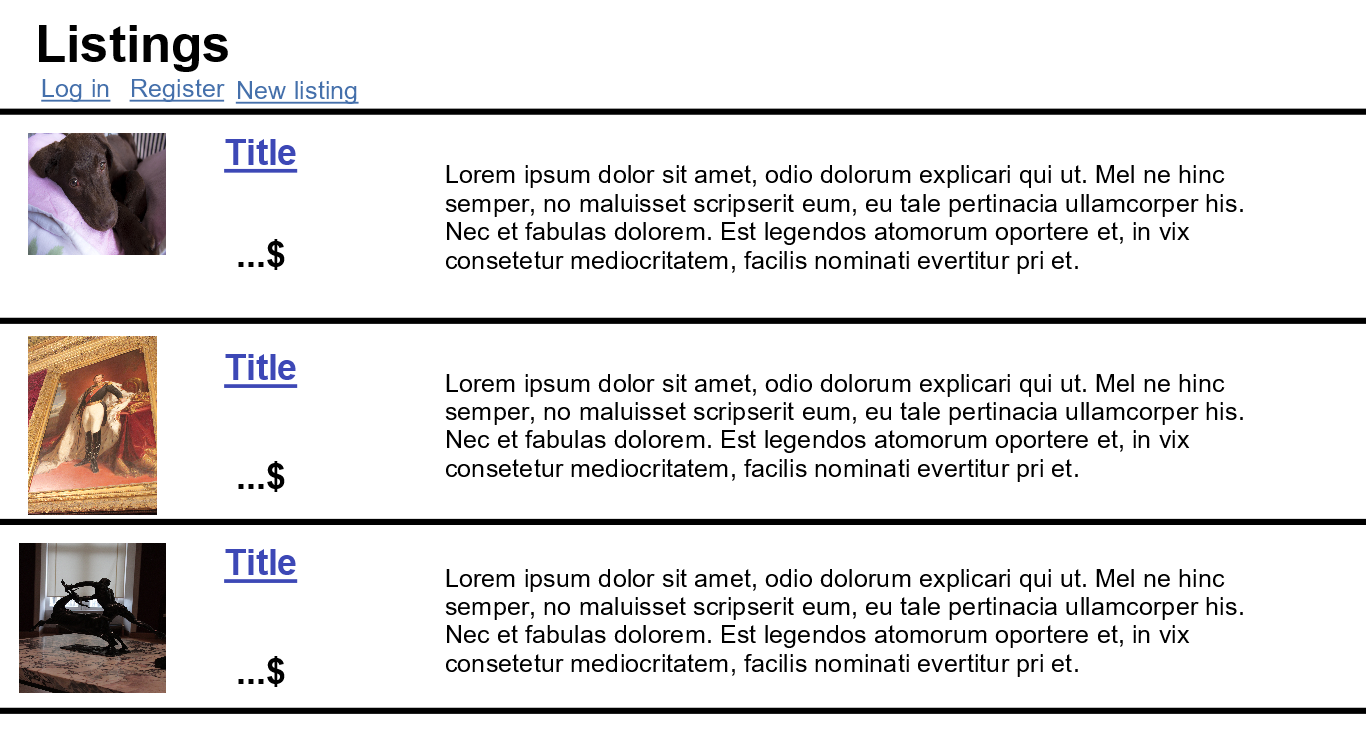 Listings
Log in Register New listing
Title
Lorem ipsum dolor sit amet, odio dolorum explicari qui ut. Mel ne hinc
semper, no maluisset scripserit eum, eu tale pertinacia ullamcorper his.
Nec et fabulas dolorem. Est legendos atomorum oportere et, in vix
consetetur mediocritatem, facilis nominati evertitur pri et.
...$
Title
Lorem ipsum dolor sit amet, odio dolorum explicari qui ut. Mel ne hinc
semper, no maluisset scripserit eum, eu tale pertinacia ullamcorper his.
Nec et fabulas dolorem. Est legendos atomorum oportere et, in vix
consetetur mediocritatem, facilis nominati evertitur pri et.
...$
Title
Lorem ipsum dolor sit amet, odio dolorum explicari qui ut. Mel ne hinc
semper, no maluisset scripserit eum, eu tale pertinacia ullamcorper his.
Nec et fabulas dolorem. Est legendos atomorum oportere et, in vix
consetetur mediocritatem, facilis nominati evertitur pri et.
...$